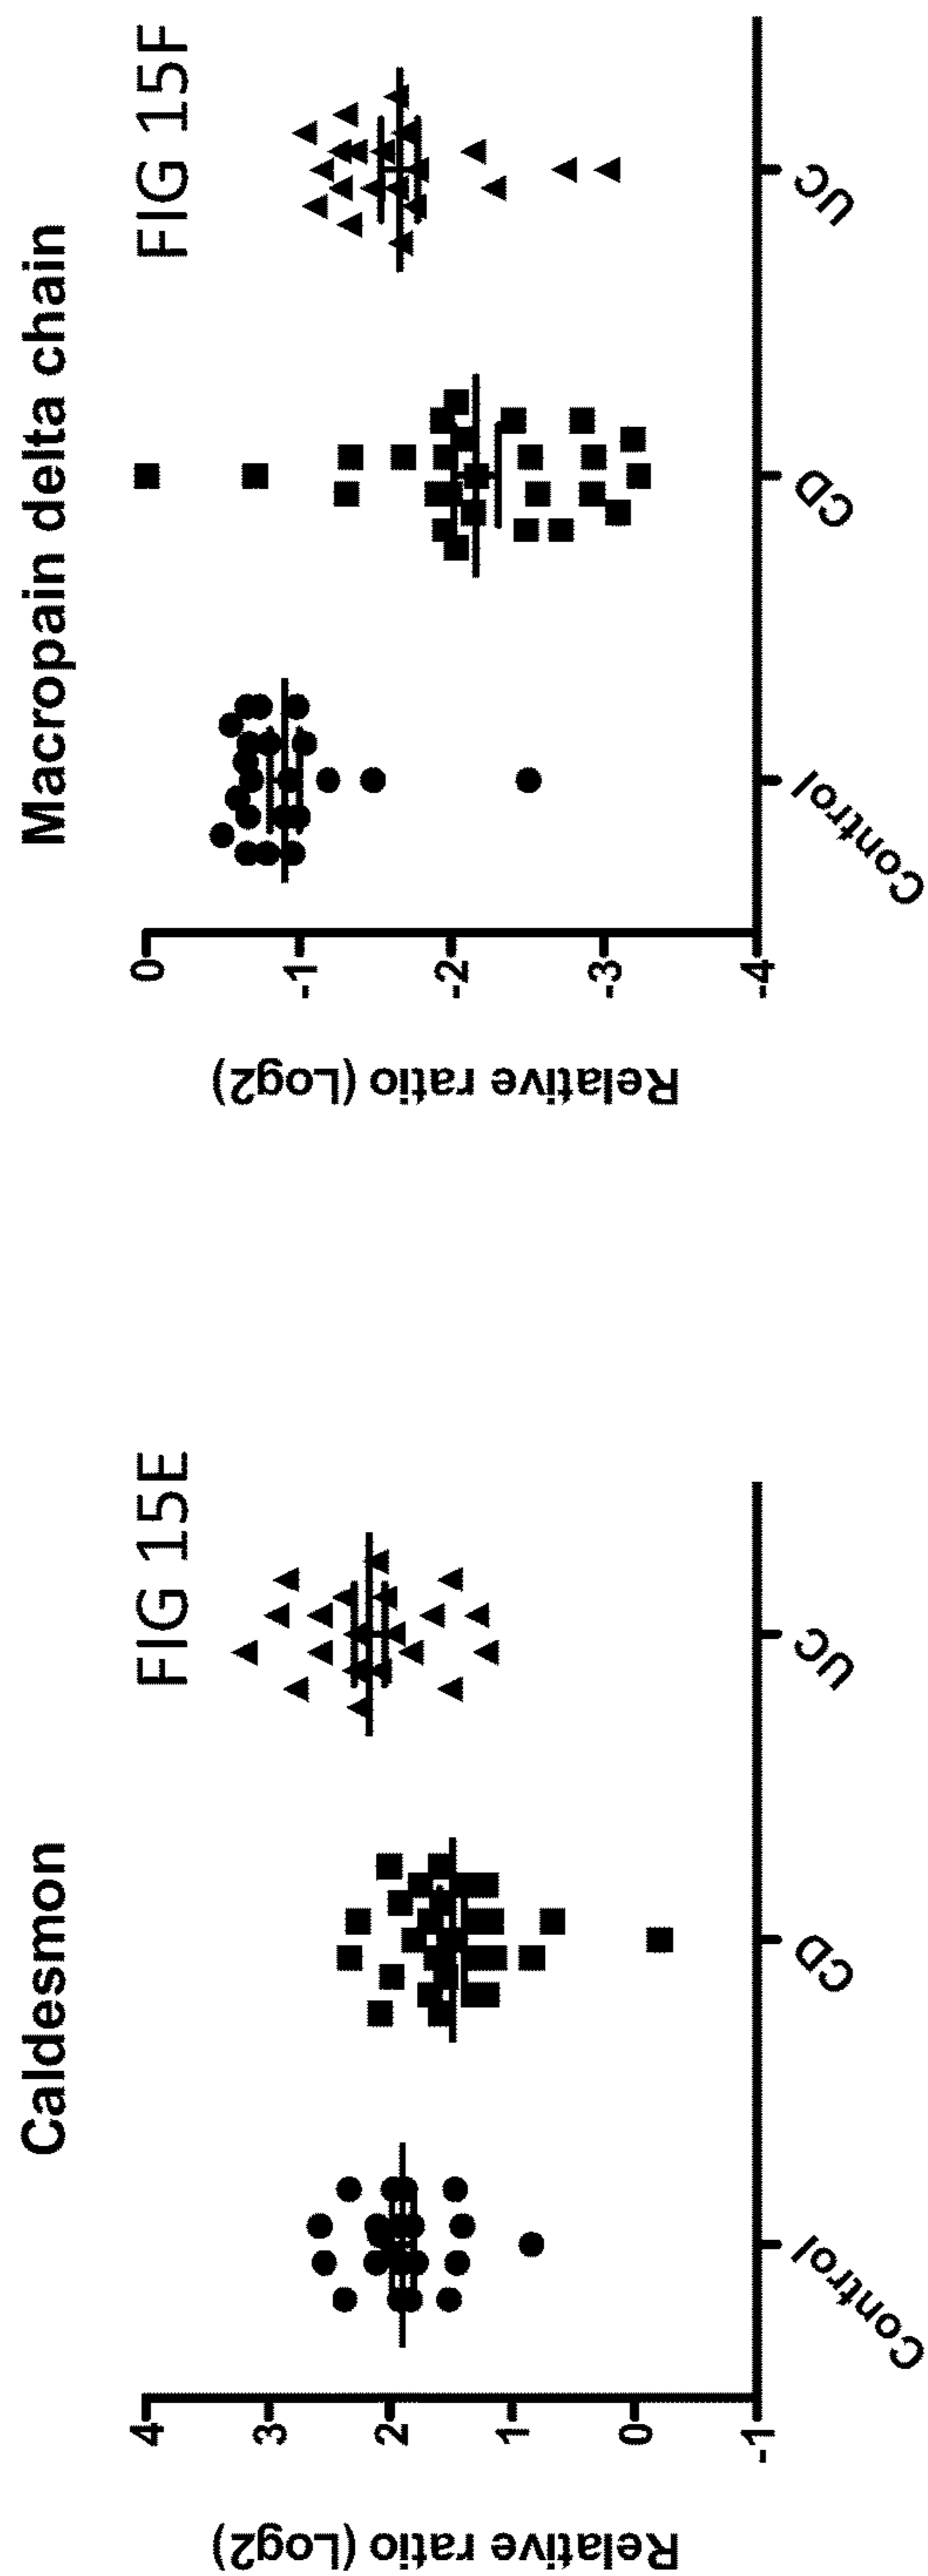 Caldesmon
FIG 15E
Relative ratio (Log2)
4
3
2
1
0
-1
Control
CD
UC
Macropain delta chain
FIG 15F
Relative ratio (Log2)
0
-1
-2
-3
-4
Control
CD
UC